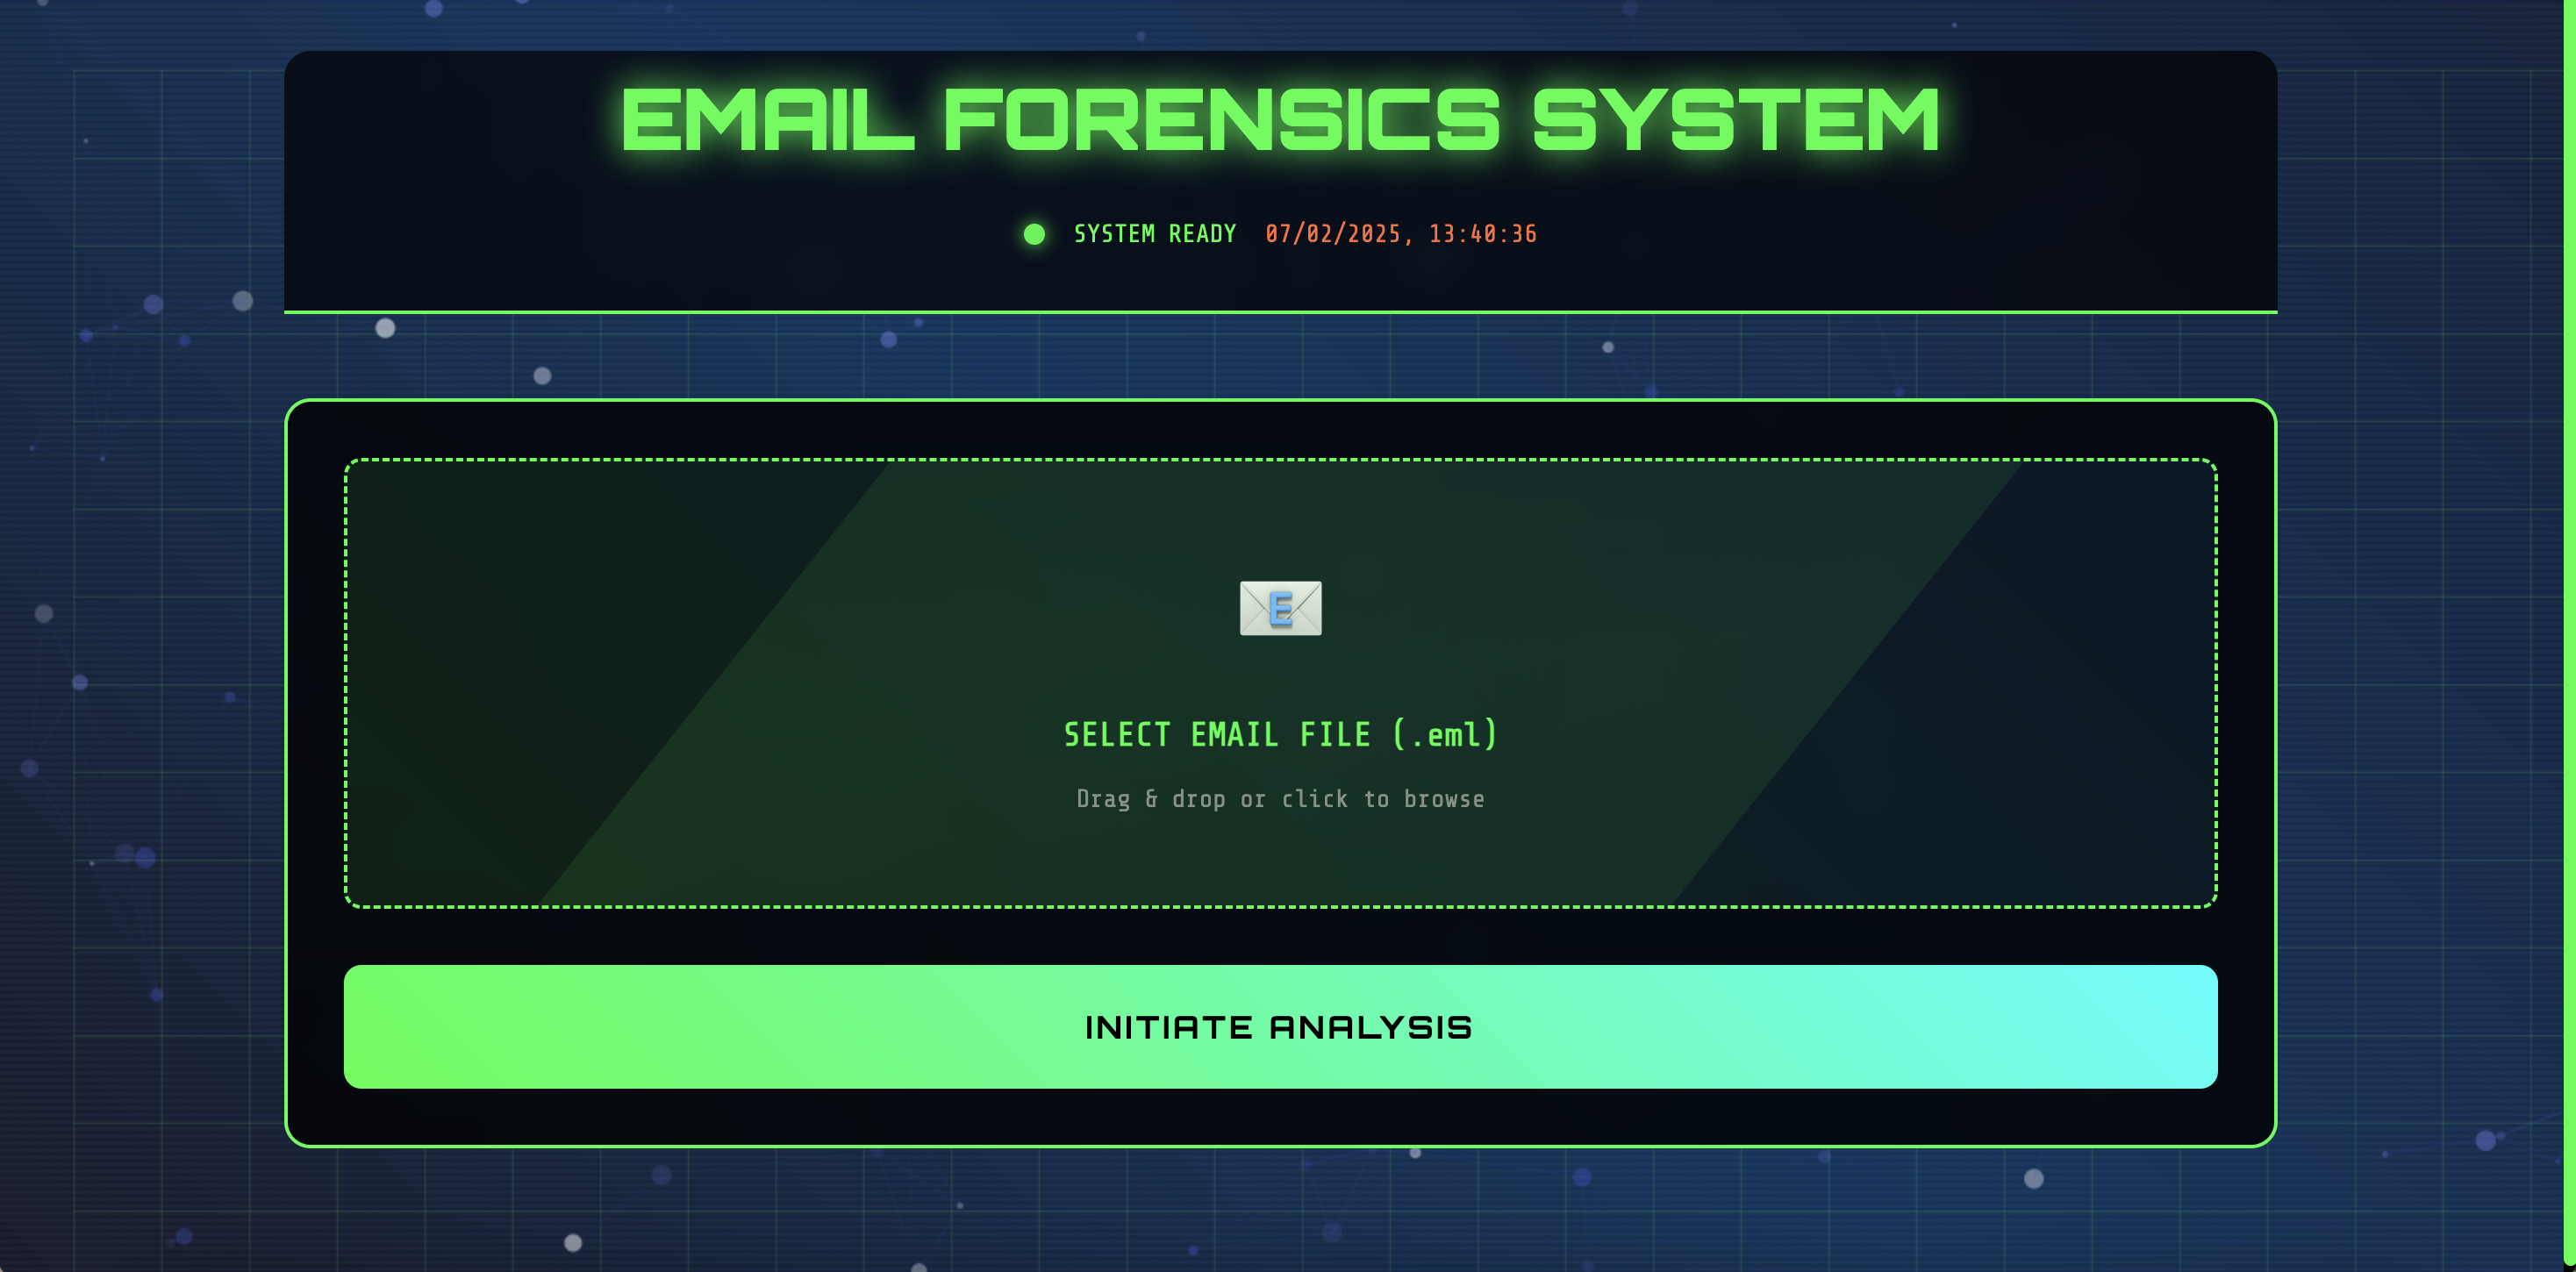 EMAIL FORENSICS SYSTEM
SYSTEM READY 07/02/2025, 13:40:36
E
SELECT EMAIL FILE (.eml)
Drag & drop or click to browse
INITIATE ANALYSIS